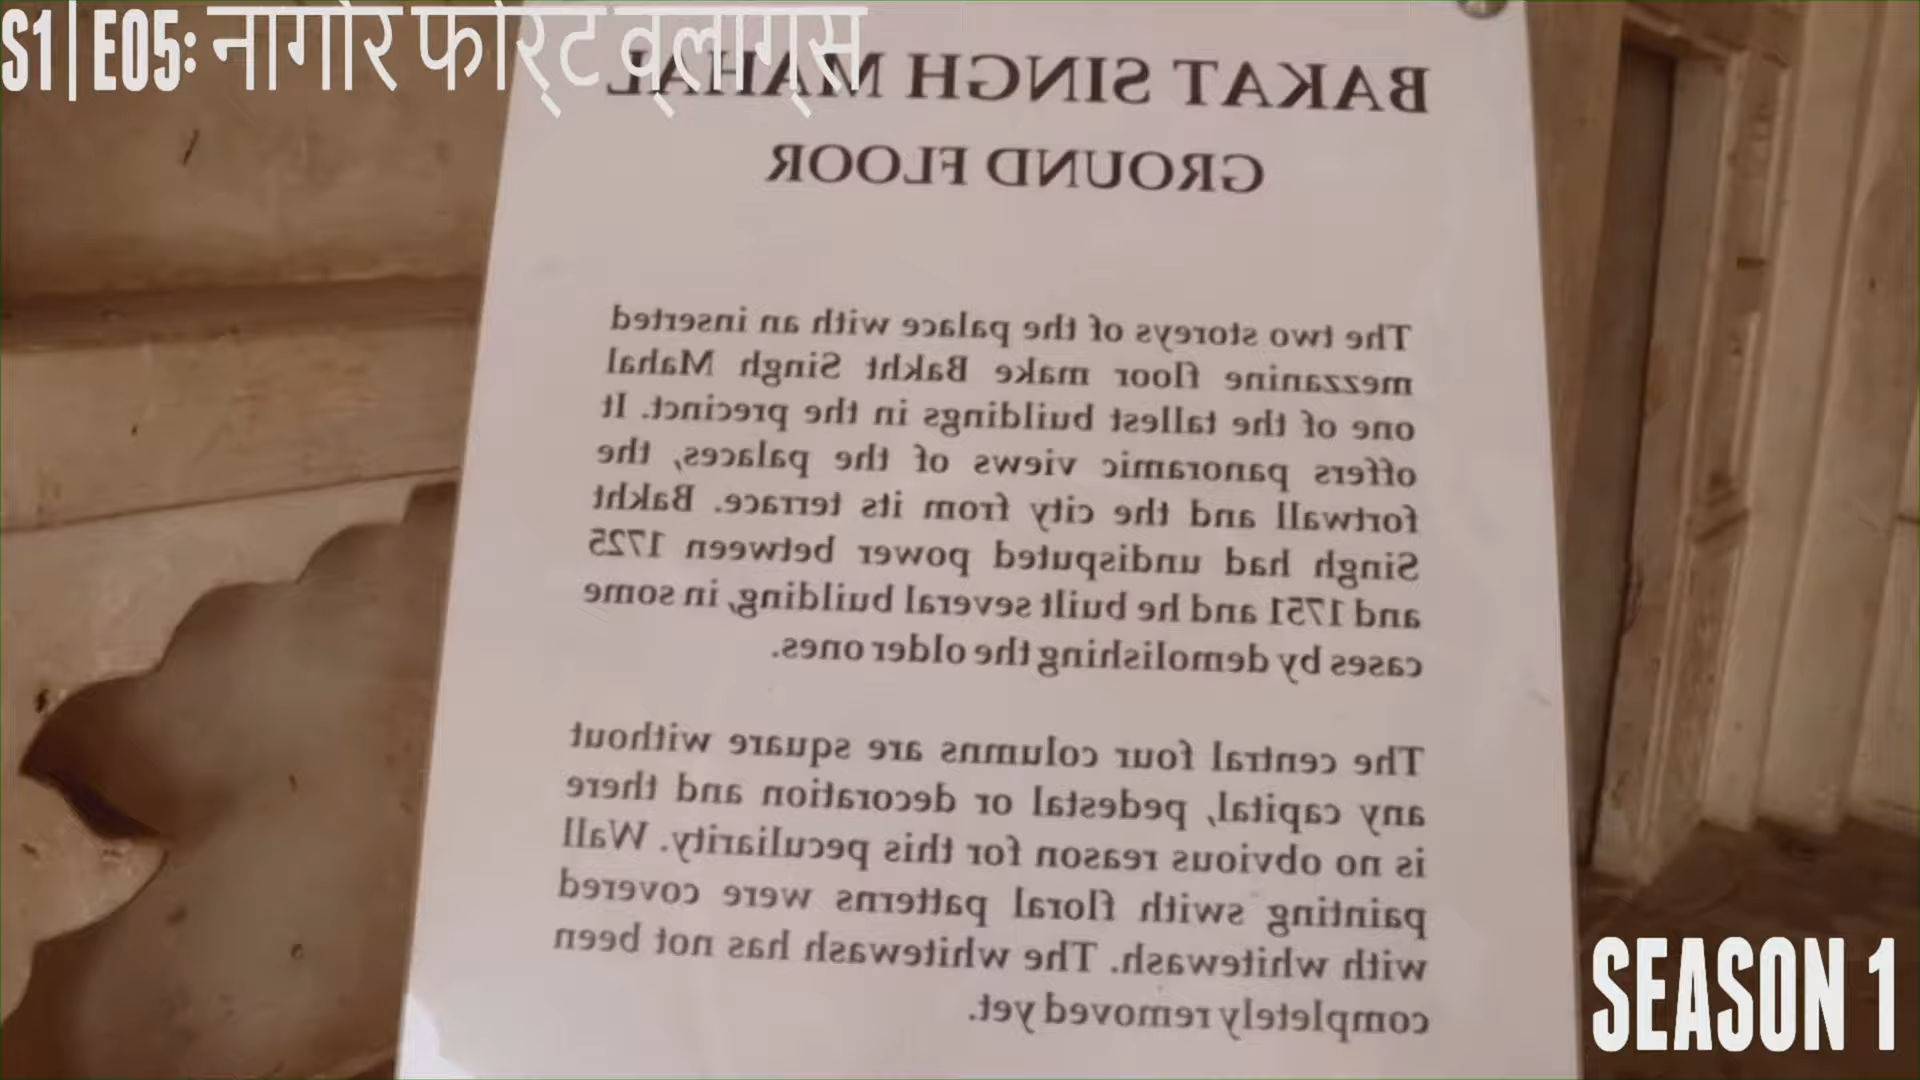 S1|E05: नागौर फोर्ट व्लॉग्स
BAKAT SINGH MAHAL
GROUND FLOOR
The two storeys of the palace with an inserted
mezzanine floor make Bakht Singh Mahal
one of the tallest buildings in the precinct. It
offers panoramic views of the palaces, the
fortwall and the city from its terrace. Bakht
Singh had undisputed power between 1725
and 1751 and he built several building, in some
cases by demolishing the older ones.
The central four columns are square without
any capital, pedestal or decoration and there
is no obvious reason for this peculiarity. Wall
painting swith floral patterns were covered
with whitewash. The whitewash has not been
completely removed yet.
SEASON 1